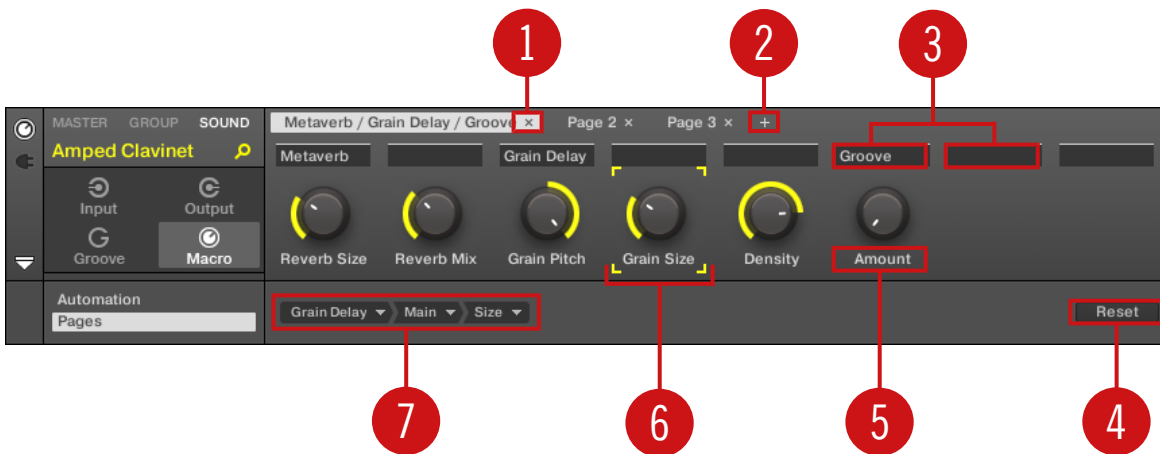 1 2 3
MASTER GROUP SOUND
Metaverb / Grain Delay / Groove × Page 2 × Page 3 × +
Amped Clavinet
Metaverb Grain Delay Groove
Input Output
Groove Macro
Reverb Size Reverb Mix Grain Pitch Grain Size Density Amount
Automation
Pages
Grain Delay Main Size Reset
7 6 5 4